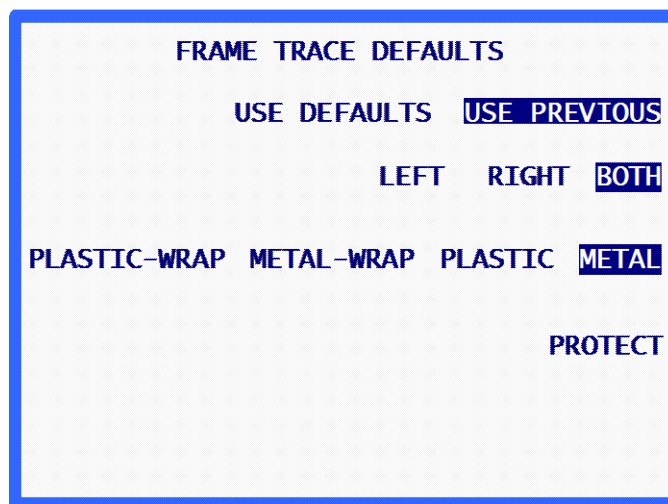 FRAME TRACE DEFAULTS
USE DEFAULTS USE PREVIOUS
LEFT RIGHT BOTH
PLASTIC-WRAP METAL-WRAP PLASTIC METAL
PROTECT